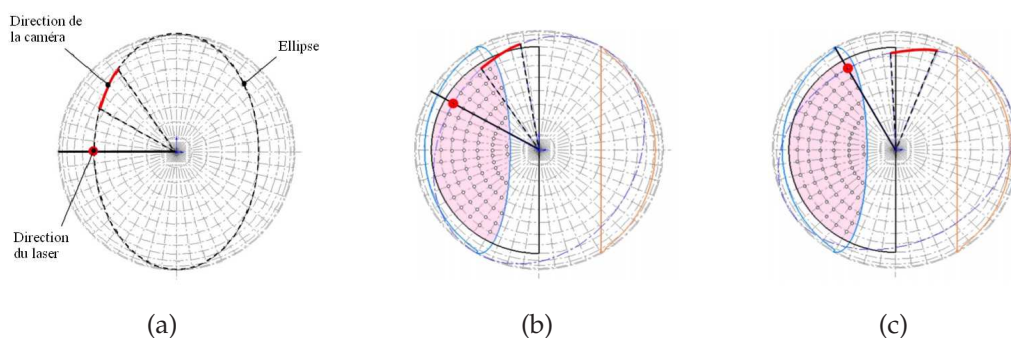 Direction de
la caméra
Ellipse
Direction
du laser
(a)
(b)
(c)